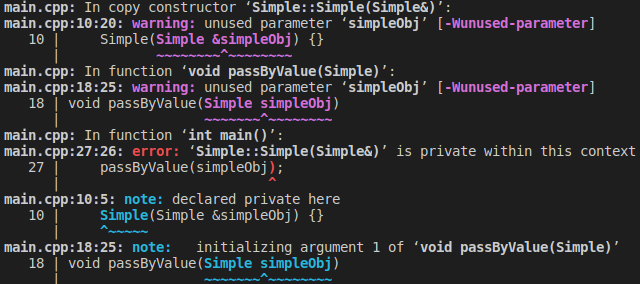 main.cpp: In copy constructor ‘Simple::Simple(Simple&)’:
main.cpp:10:20: warning: unused parameter ‘simpleObj’ [-Wunused-parameter]
   10 |     Simple(Simple &simpleObj) {}
      |            ~~~~~~~~^~~~~~~~~
main.cpp: In function ‘void passByValue(Simple)’:
main.cpp:18:25: warning: unused parameter ‘simpleObj’ [-Wunused-parameter]
   18 | void passByValue(Simple simpleObj)
      |                  ~~~~~~~^~~~~~~~~
main.cpp: In function ‘int main()’:
main.cpp:27:26: error: ‘Simple::Simple(Simple&)’ is private within this context
   27 |     passByValue(simpleObj);
      |                          ^
main.cpp:10:5: note: declared private here
   10 |     Simple(Simple &simpleObj) {}
      |     ^~~~~~
main.cpp:18:25: note:   initializing argument 1 of ‘void passByValue(Simple)’
   18 | void passByValue(Simple simpleObj)
      |                  ~~~~~~~^~~~~~~~~